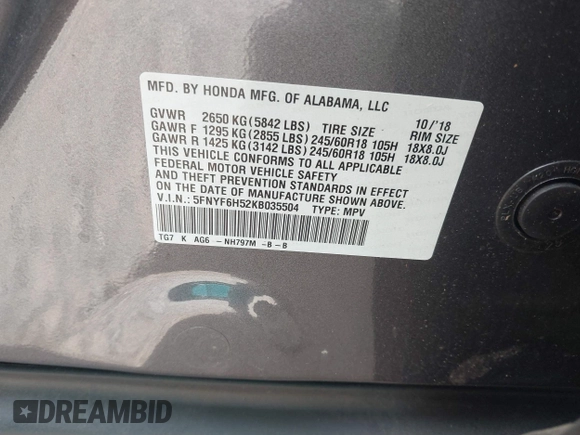 MFD. BY HONDA MFG. OF ALABAMA, LLC
10/'18
GVWR 2650 KG (5842 LBS) TIRE SIZE RIM SIZE
GAWR F 1295 KG (2855 LBS) 245/60R18 105H 18X8.0J
GAWR R 1425 KG (3142 LBS) 245/60R18 105H 18X8.0J
THIS VEHICLE CONFORMS TO ALL APPLICABLE
FEDERAL MOTOR VEHICLE SAFETY
AND THEFT PREVENTION STANDARDS IN EFFECT
ON THE DATE OF MANUFACTURE SHOWN ABOVE.
V.I.N.: 5FNYF6H52KB035504 TYPE: MPV
TG7 K AG6 - NH797M -B - B
DREAMBID